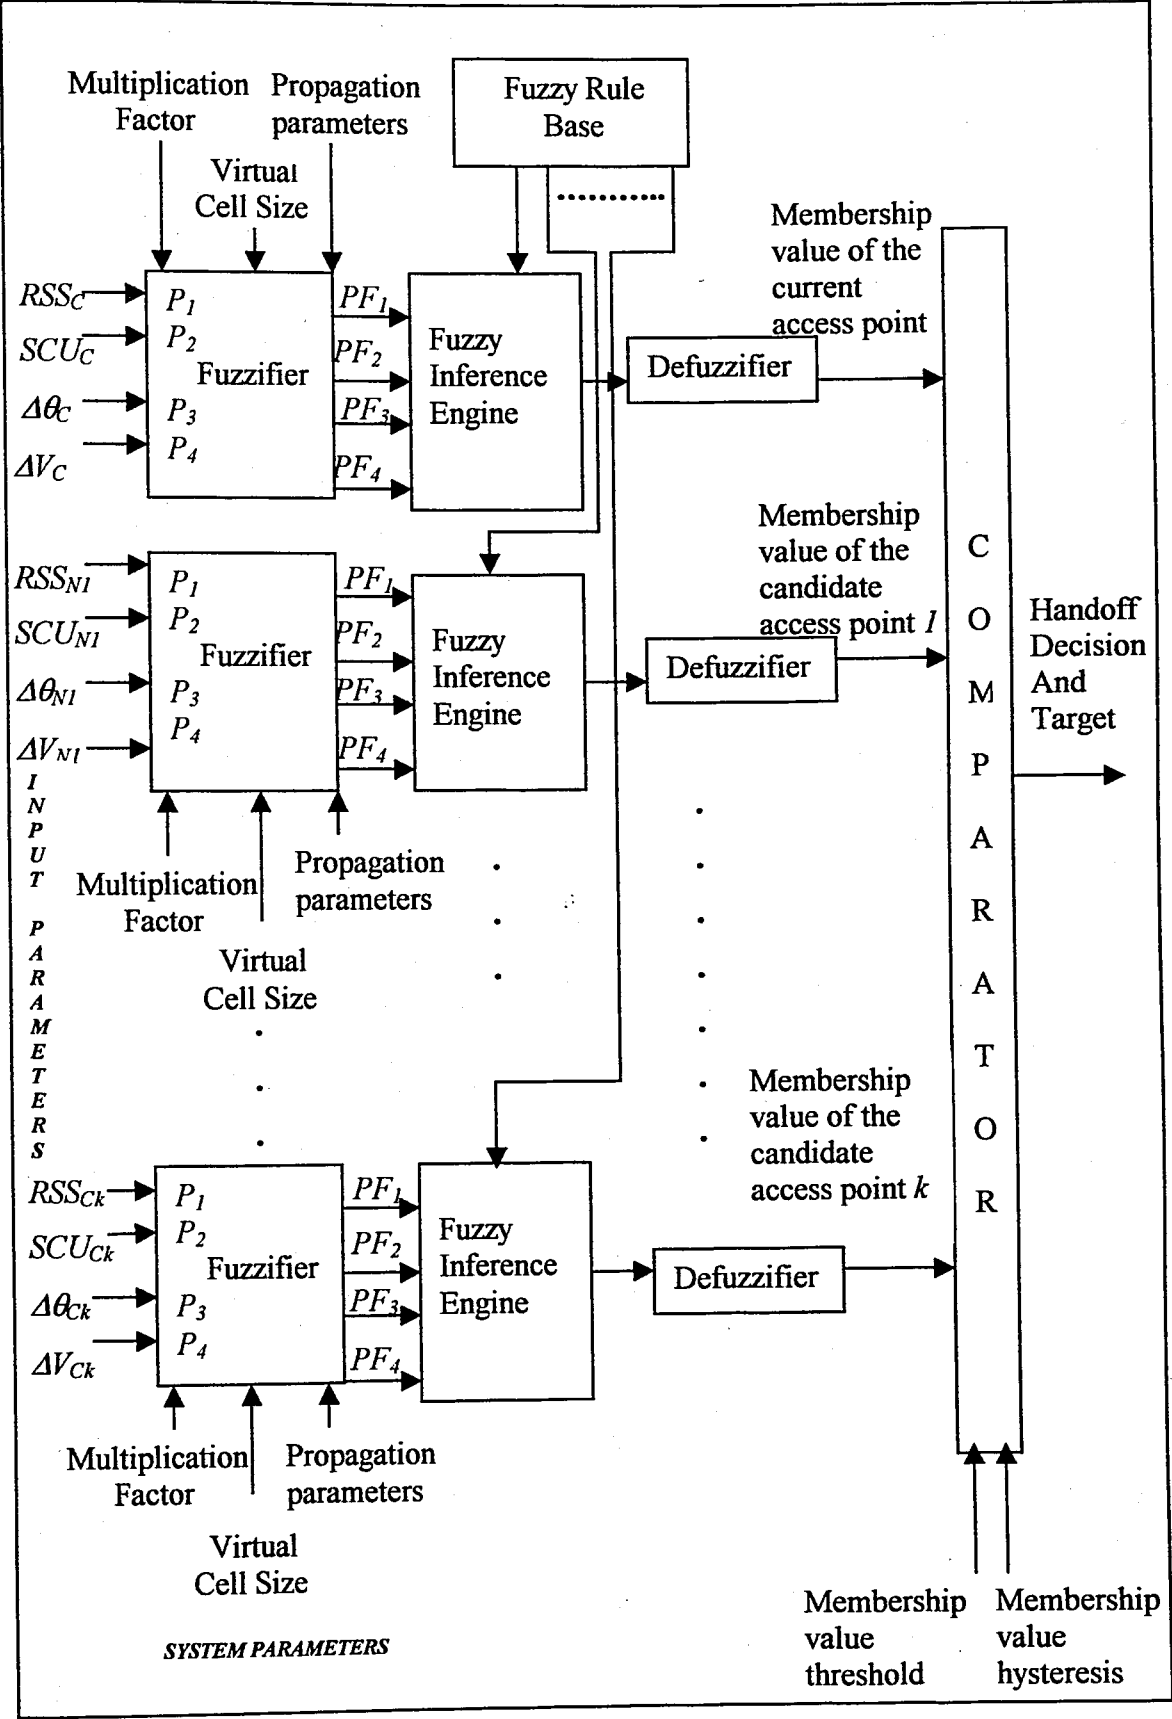 Multiplication
Factor
Propagation
parameters
Virtual
Cell Size
Fuzzy Rule
Base
RSSC
SCUC
ΔθC
ΔVC
P1
P2
Fuzzifier
P3
P4
PF1
PF2
PF3
PF4
Fuzzy
Inference
Engine
Defuzzifier
Membership
value of the
current
access point
RSSN1
SCUN1
ΔθN1
ΔVN1
P1
P2
Fuzzifier
P3
P4
PF1
PF2
PF3
PF4
Fuzzy
Inference
Engine
Defuzzifier
Membership
value of the
candidate
access point 1
Multiplication
Factor
Propagation
parameters
Virtual
Cell Size
INPUT PARAMETERS
RSSCk
SCUCk
ΔθCk
ΔVCk
P1
P2
Fuzzifier
P3
P4
PF1
PF2
PF3
PF4
Fuzzy
Inference
Engine
Defuzzifier
Membership
value of the
candidate
access point k
Multiplication
Factor
Propagation
parameters
Virtual
Cell Size
SYSTEM PARAMETERS
COMPARATOR
Handoff
Decision
And
Target
Membership
value
threshold
Membership
value
hysteresis